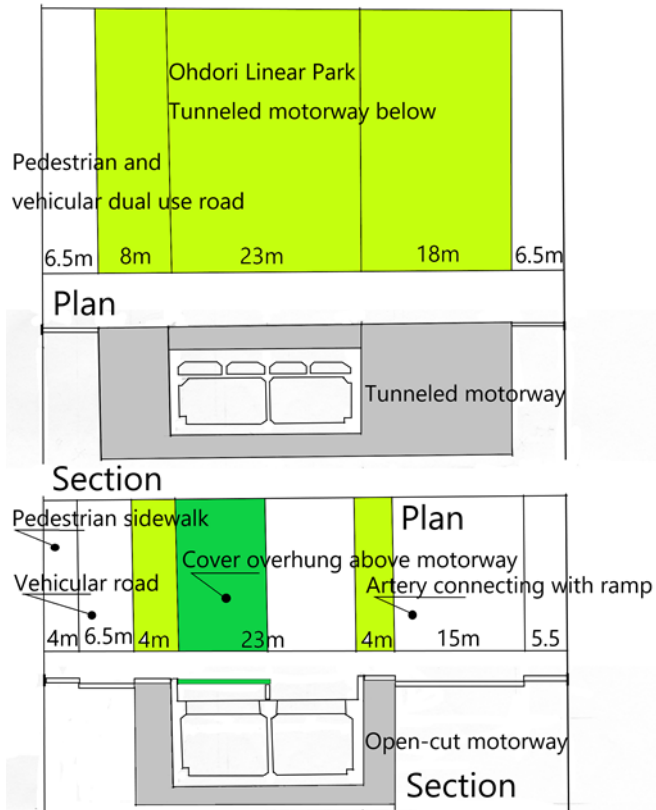 Ohdori Linear Park
Tunneled motorway below
Pedestrian and
vehicular dual use road
6.5m 8m 23m 18m 6.5m
Plan
Tunneled motorway
Section
Pedestrian sidewalk
Plan
Cover overhung above motorway
Vehicular road
Artery connecting with ramp
4m 6.5m 4m 23m 4m 15m 5.5
Open-cut motorway
Section